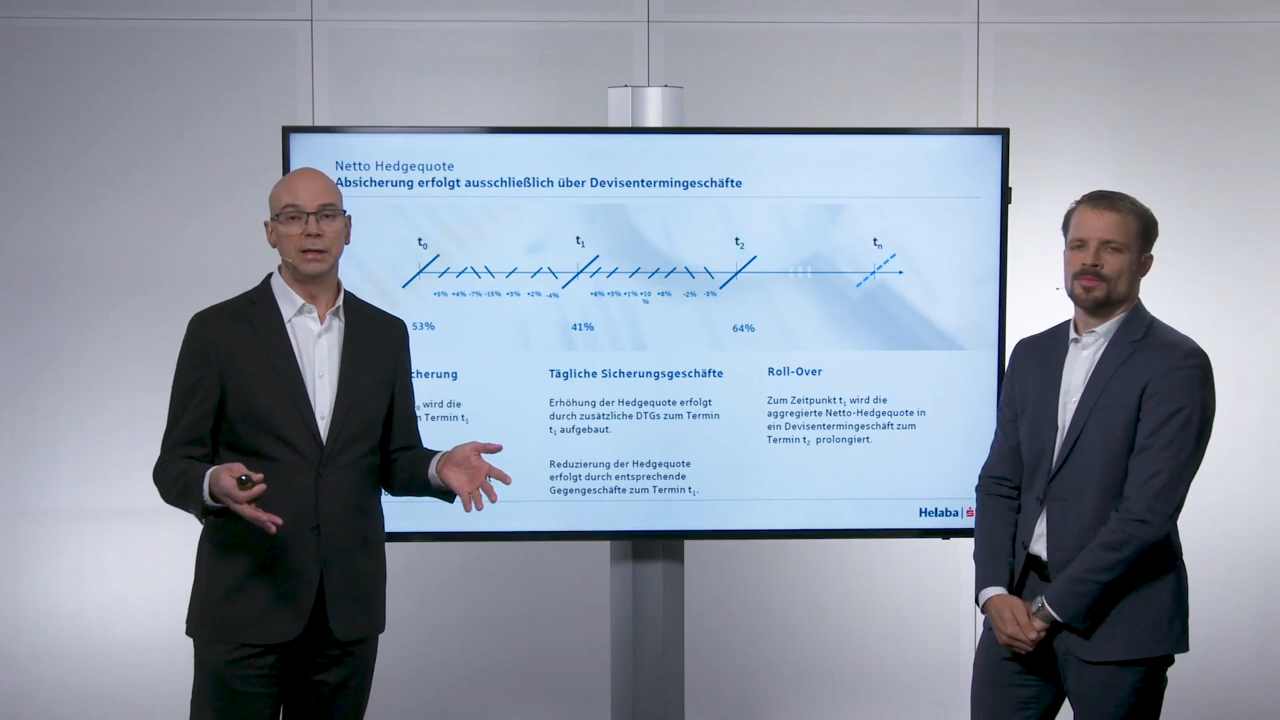 Netto Hedgequote
Absicherung erfolgt ausschließlich über Devisentermingeschäfte
t0 t1 t2 tn
+5% +4% -7% -15% +3% +2% -4% +6% +3% +1% +10 % +8% -2% -3%
53% 41% 64%
cherung
0 wird die
Termin t1
Tägliche Sicherungsgeschäfte
Erhöhung der Hedgequote erfolgt
durch zusätzliche DTGs zum Termin
t1 aufgebaut.
Reduzierung der Hedgequote
erfolgt durch entsprechende
Gegengeschäfte zum Termin t1.
Roll-Over
Zum Zeitpunkt t1 wird die
aggregierte Netto-Hedgequote in
ein Devisentermingeschäft zum
Termin t2 prolongiert.
Helaba